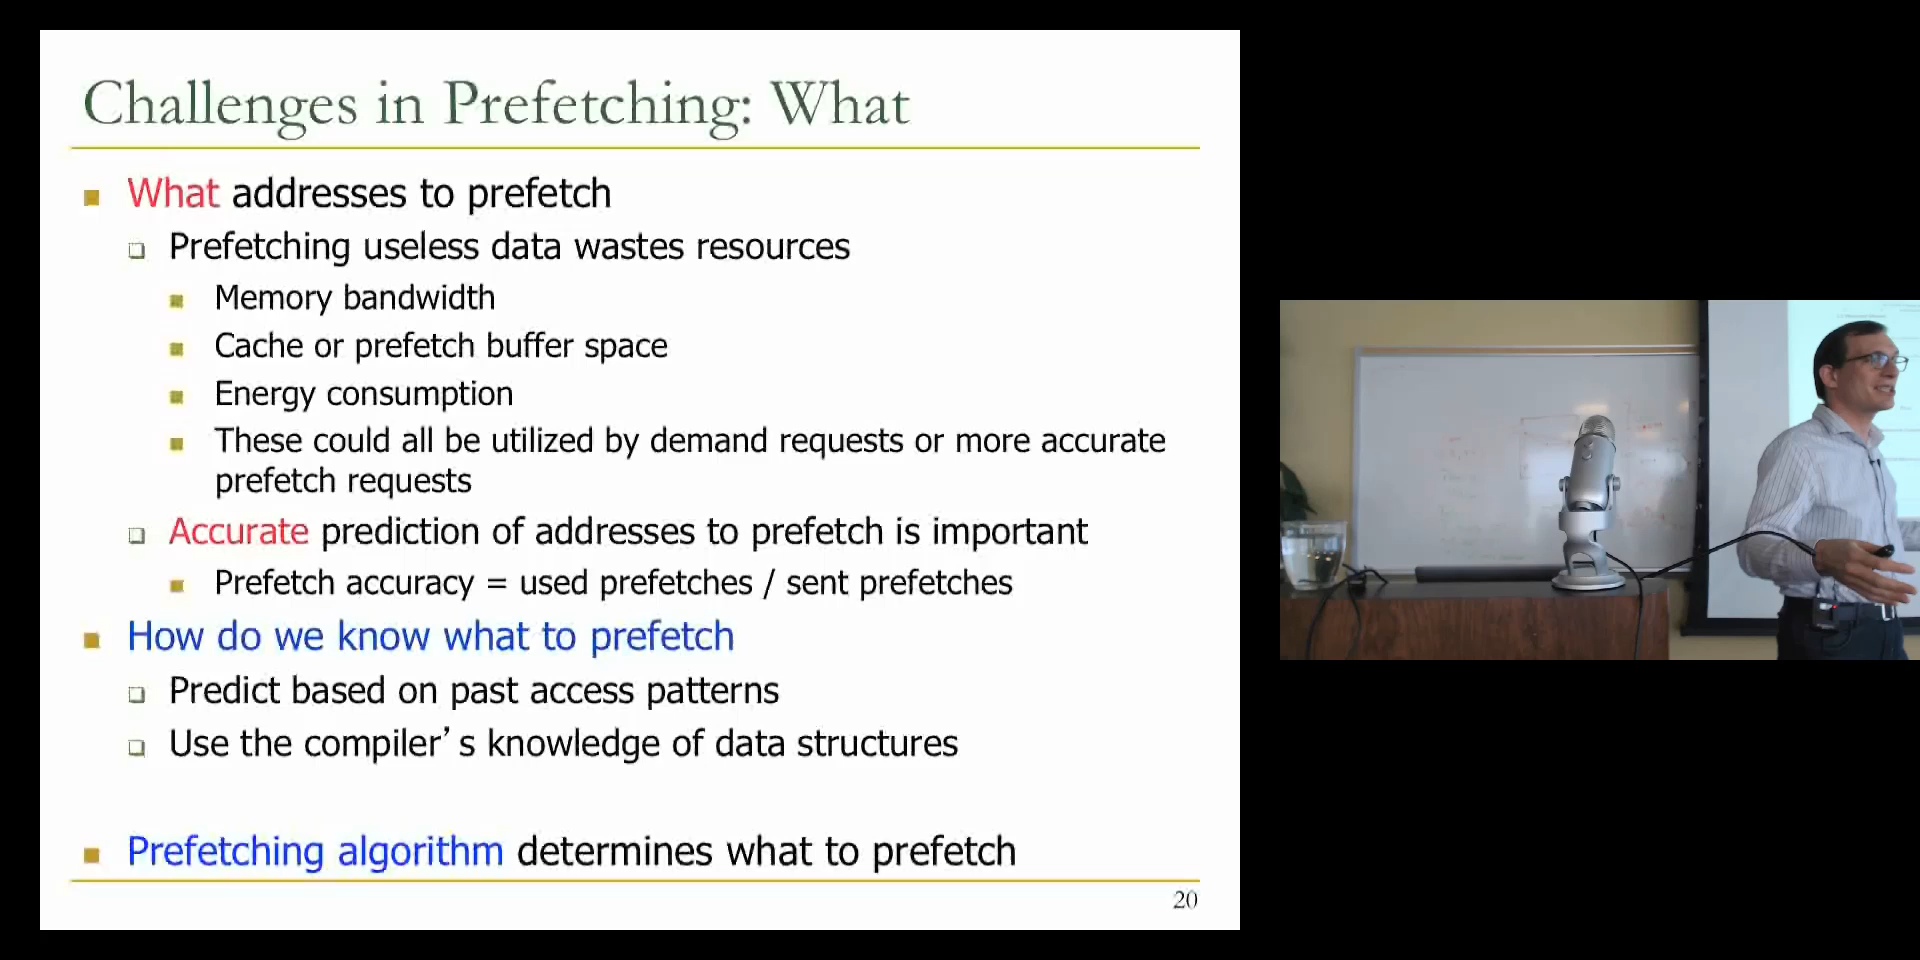 Challenges in Prefetching: What
What addresses to prefetch
Prefetching useless data wastes resources
Memory bandwidth
Cache or prefetch buffer space
Energy consumption
These could all be utilized by demand requests or more accurate
prefetch requests
Accurate prediction of addresses to prefetch is important
Prefetch accuracy = used prefetches / sent prefetches
How do we know what to prefetch
Predict based on past access patterns
Use the compiler’s knowledge of data structures
Prefetching algorithm determines what to prefetch
20